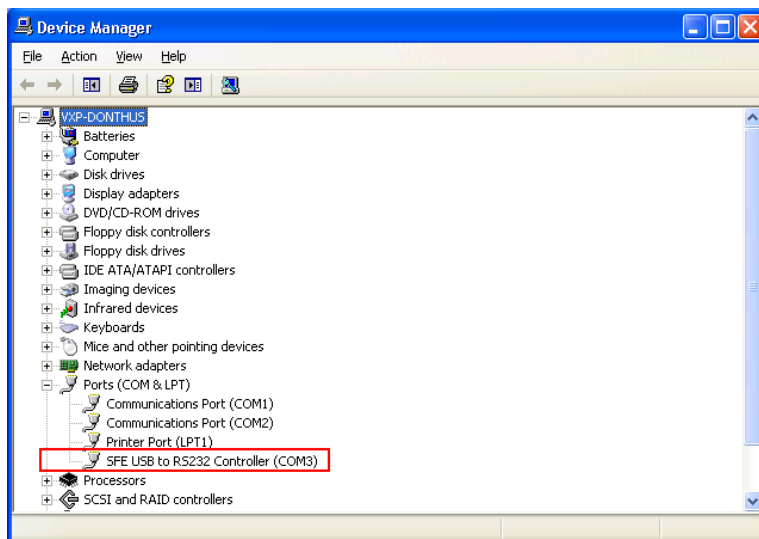 Device Manager
File Action View Help
VXP-DONTHUS
Batteries
Computer
Disk drives
Display adapters
DVD/CD-ROM drives
Floppy disk controllers
Floppy disk drives
IDE ATA/ATAPI controllers
Imaging devices
Infrared devices
Keyboards
Mice and other pointing devices
Network adapters
Ports (COM & LPT)
Communications Port (COM1)
Communications Port (COM2)
Printer Port (LPT1)
SFE USB to RS232 Controller (COM3)
Processors
SCSI and RAID controllers